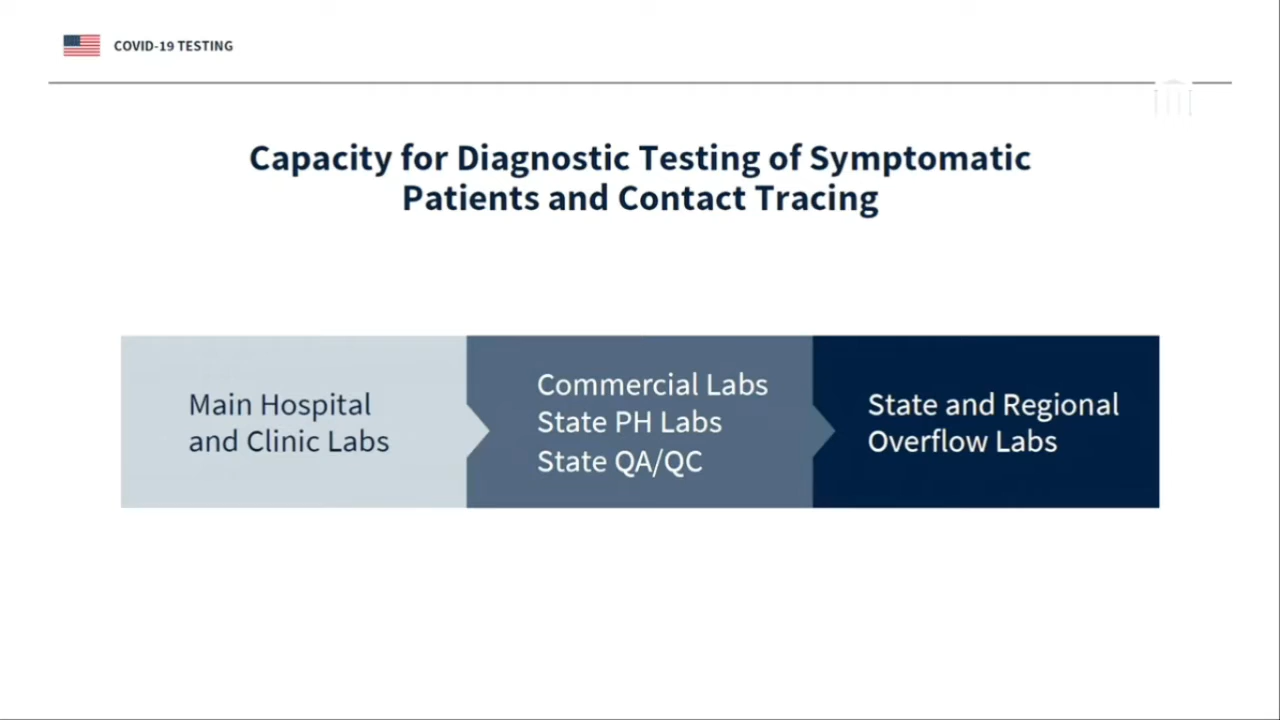 COVID-19 TESTING
Capacity for Diagnostic Testing of Symptomatic
Patients and Contact Tracing
Main Hospital
and Clinic Labs
Commercial Labs
State PH Labs
State QA/QC
State and Regional
Overflow Labs